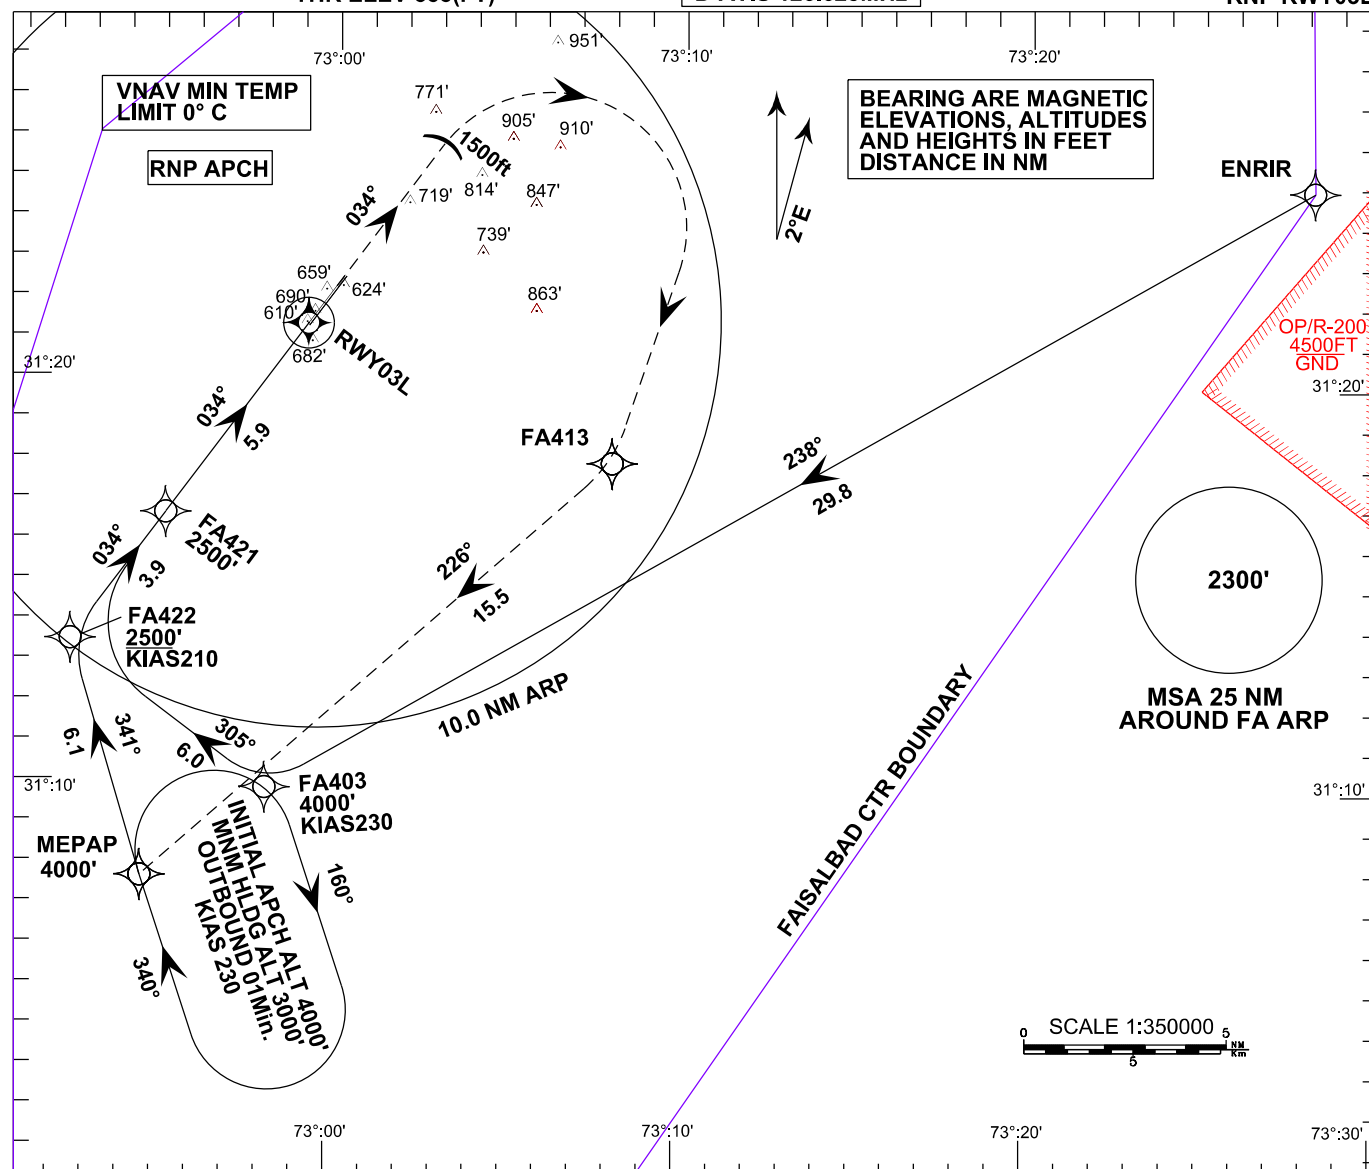 73°:00'
951'
73°:10'
73°:20'
VNAV MIN TEMP
LIMIT 0° C
RNP APCH
771'
905'
910'
1500ft
814'
847'
719'
034°
739'
BEARING ARE MAGNETIC
ELEVATIONS, ALTITUDES
AND HEIGHTS IN FEET
DISTANCE IN NM
2°E
ENRIR
659'
624'
690'
610'
682'
863'
RWY03L
OP/R-200
4500FT
GND
31°:20'
31°:20'
034°
5.9
FA413
238°
29.8
FA421
2500'
034°
3.9
226°
15.5
2300'
MSA 25 NM
AROUND FA ARP
FA422
2500'
KIAS210
10.0 NM ARP
FAISALBAD CTR BOUNDARY
6.1
341°
305°
6.0
31°:10'
31°:10'
FA403
4000'
KIAS230
MEPAP
4000'
INITIAL APCH ALT 4000'
MNM HLDG ALT 3000'
OUTBOUND 01Min.
KIAS 230
160°
340°
SCALE 1:350000
0
5
NM
Km
5
73°:00'
73°:10'
73°:20'
73°:30'